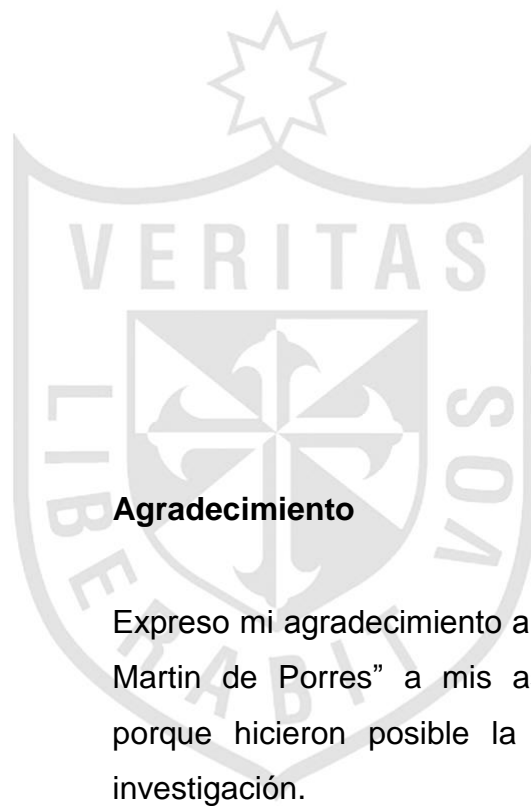 VERITAS
LIBERABIT VOS
Agradecimiento
Expreso mi agradecimiento a
Martin de Porres” a mis a
porque hicieron posible la
investigación.